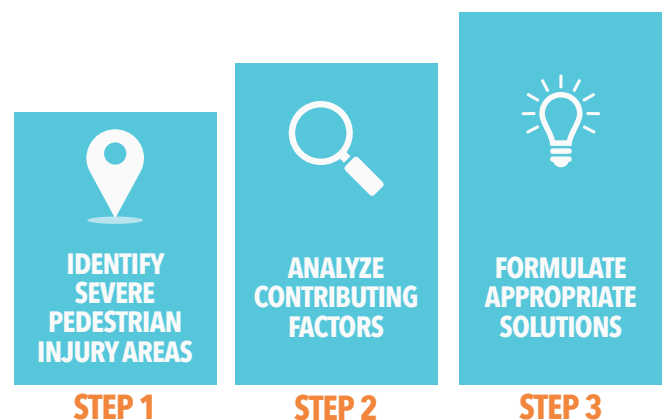 IDENTIFY
SEVERE
PEDESTRIAN
INJURY AREAS
STEP 1
ANALYZE
CONTRIBUTING
FACTORS
STEP 2
FORMULATE
APPROPRIATE
SOLUTIONS
STEP 3